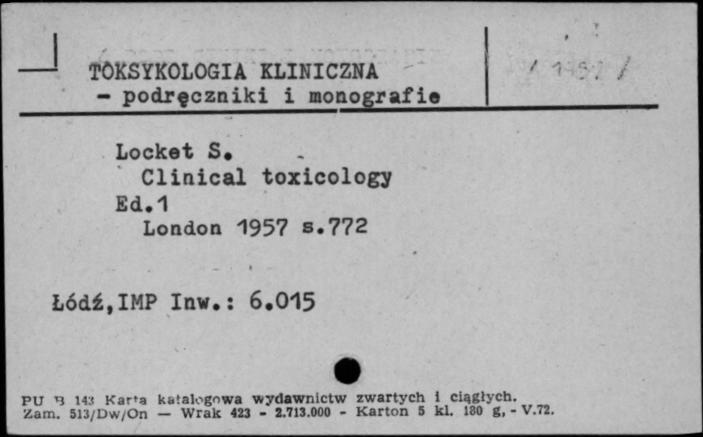 TOKSYKOLOGIA KLINICZNA
- podręczniki i monografie
Locket S.
Clinical toxicology
Ed.1
London 1957 s.772
Łódź,IMP Inw.: 6.015
PU B 143 Karta katalogowa wydawnictw zwartych i ciągłych.
Zam. 513/Dw/On — Wrak 423 - 2.713.000 - Karton 5 kl. 180 g, - V.72.